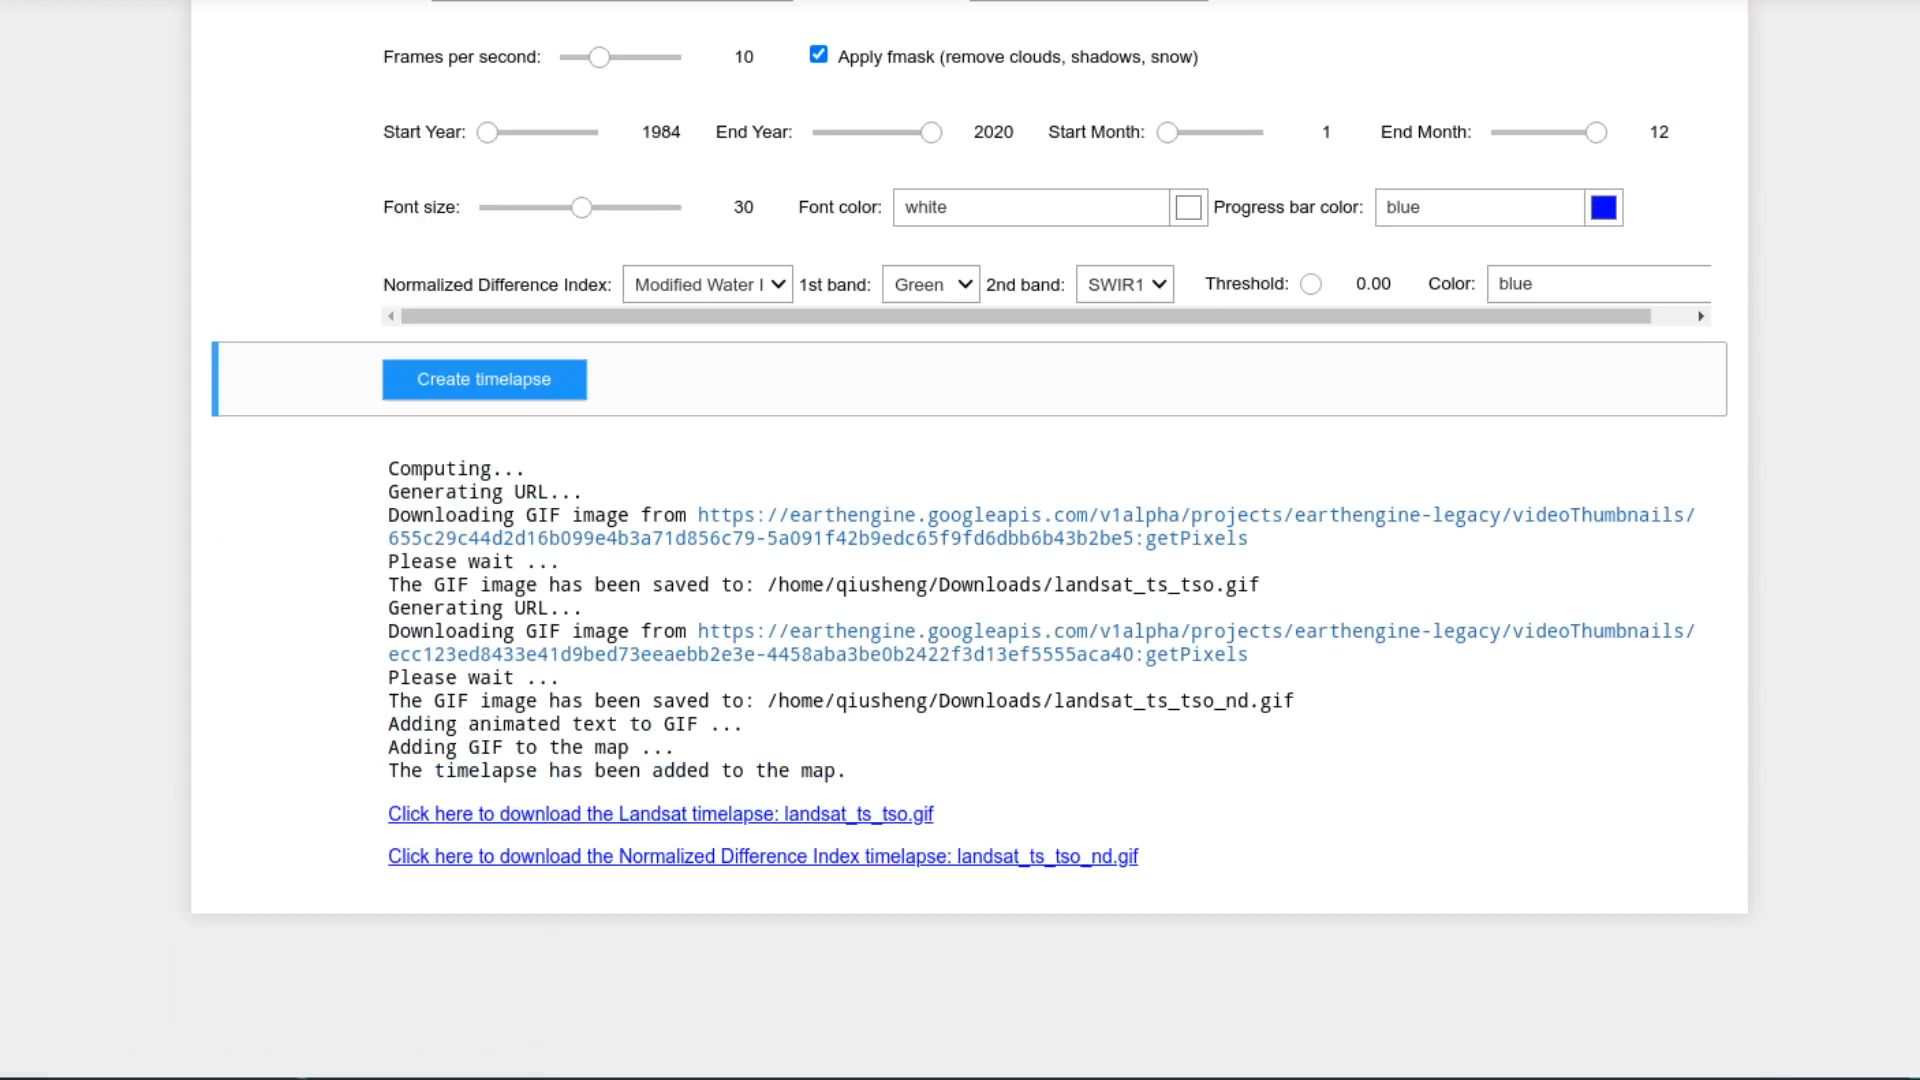 Frames per second: 10 Apply fmask (remove clouds, shadows, snow)
Start Year: 1984 End Year: 2020 Start Month: 1 End Month: 12
Font size: 30 Font color: white Progress bar color: blue
Normalized Difference Index: Modified Water I 1st band: Green 2nd band: SWIR1 Threshold: 0.00 Color: blue
Create timelapse
Computing...
Generating URL...
Downloading GIF image from https://earthengine.googleapis.com/v1alpha/projects/earthengine-legacy/videoThumbnails/
655c29c44d2d16b099e4b3a71d856c79-5a091f42b9edc65f9fd6dbb6b43b2be5:getPixels
Please wait ...
The GIF image has been saved to: /home/qiusheng/Downloads/landsat_ts_tso.gif
Generating URL...
Downloading GIF image from https://earthengine.googleapis.com/v1alpha/projects/earthengine-legacy/videoThumbnails/
ecc123ed8433e41d9bed73eeaebb2e3e-4458aba3be0b2422f3d13ef5555aca40:getPixels
Please wait ...
The GIF image has been saved to: /home/qiusheng/Downloads/landsat_ts_tso_nd.gif
Adding animated text to GIF ...
Adding GIF to the map ...
The timelapse has been added to the map.
Click here to download the Landsat timelapse: landsat_ts_tso.gif
Click here to download the Normalized Difference Index timelapse: landsat_ts_tso_nd.gif